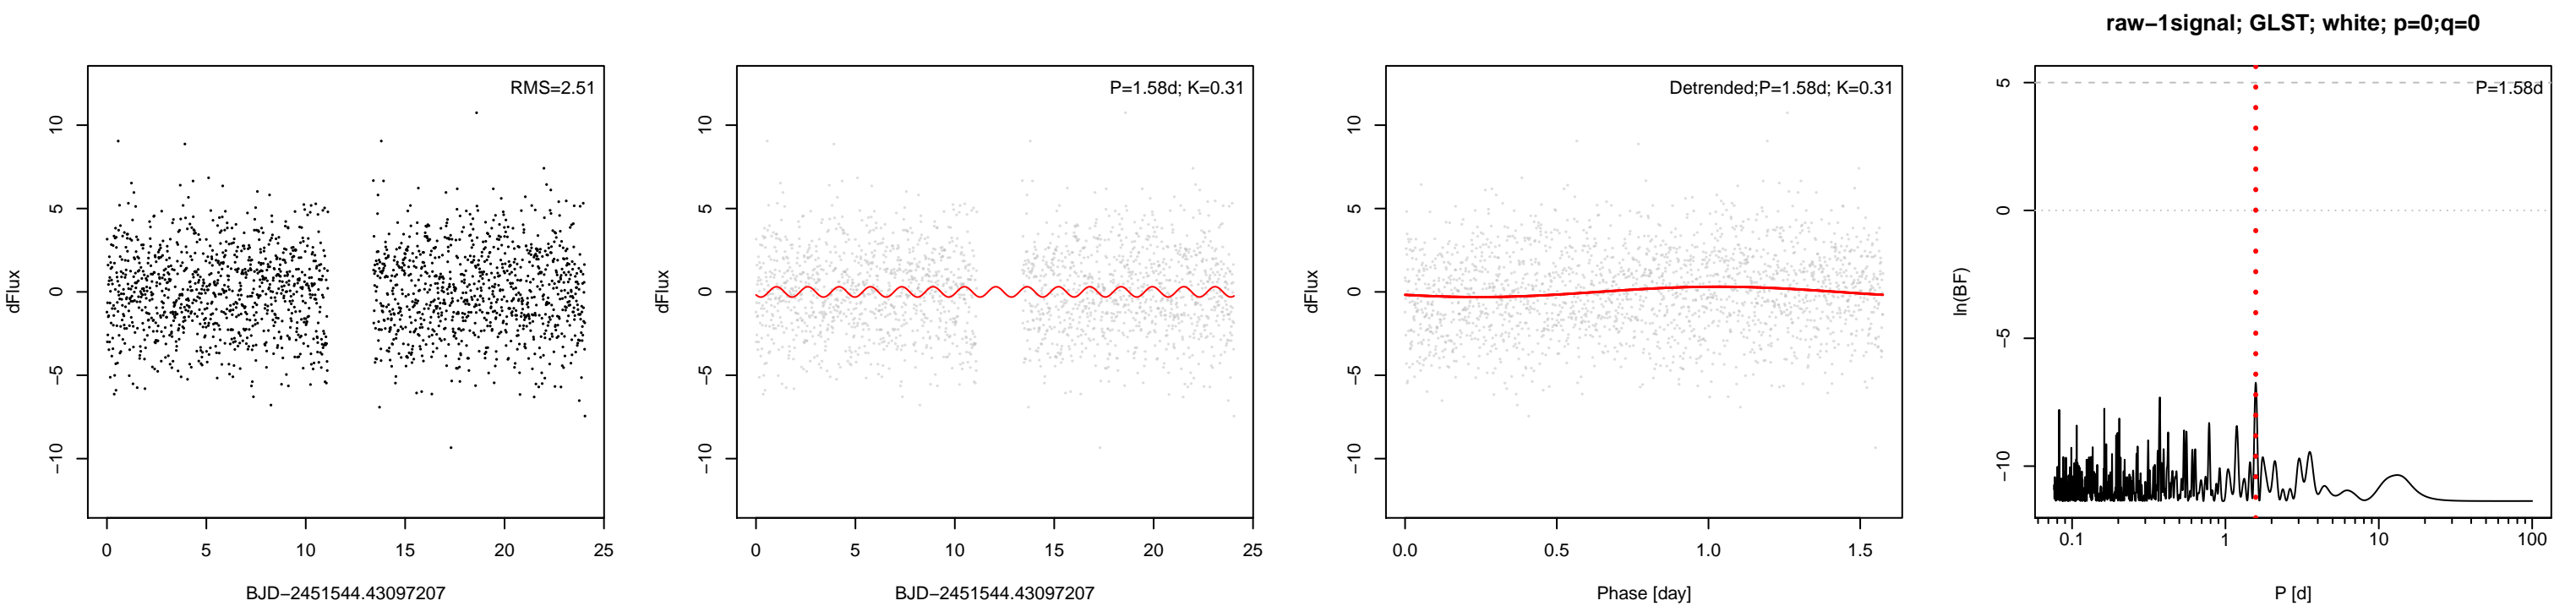 raw−1signal; GLST; white; p=0;q=0
RMS=2.51
dFlux
10
5
0
−5
−10
0 5 10 15 20 25
BJD−2451544.43097207
P=1.58d; K=0.31
dFlux
10
5
0
−5
−10
0 5 10 15 20 25
BJD−2451544.43097207
Detrended;P=1.58d; K=0.31
dFlux
10
5
0
−5
−10
0.0 0.5 1.0 1.5
Phase [day]
P=1.58d
ln(BF)
5
0
−5
−10
0.1 1 10 100
P [d]